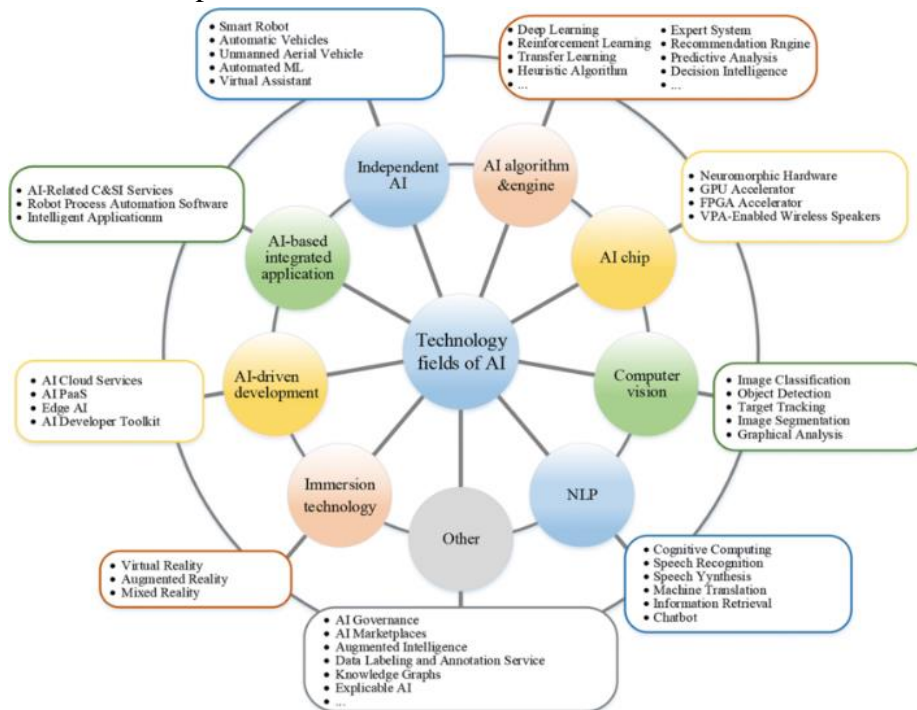 • Smart Robot
• Automatic Vehicles
• Unmanned Aerial Vehicle
• Automated ML
• Virtual Assistant
• Deep Learning
• Reinforcement Learning
• Transfer Learning
• Heuristic Algorithm
• ...
• Expert System
• Recommendation Rngine
• Predictive Analysis
• Decision Intelligence
• ...
Independent
AI
AI algorithm
&engine
• AI-Related C&SI Services
• Robot Process Automation Software
• Intelligent Applicationm
• Neuromorphic Hardware
• GPU Accelerator
• FPGA Accelerator
• VPA-Enabled Wireless Speakers
AI-based
integrated
application
AI chip
Technology
fields of AI
• AI Cloud Services
• AI PaaS
• Edge AI
• AI Developer Toolkit
AI-driven
development
Computer
vision
• Image Classification
• Object Detection
• Target Tracking
• Image Segmentation
• Graphical Analysis
Immersion
technology
NLP
Other
• Virtual Reality
• Augmented Reality
• Mixed Reality
• Cognitive Computing
• Speech Recognition
• Speech Yynthesis
• Machine Translation
• Information Retrieval
• Chatbot
• AI Governance
• AI Marketplaces
• Augmented Intelligence
• Data Labeling and Annotation Service
• Knowledge Graphs
• Explicable AI
• ...